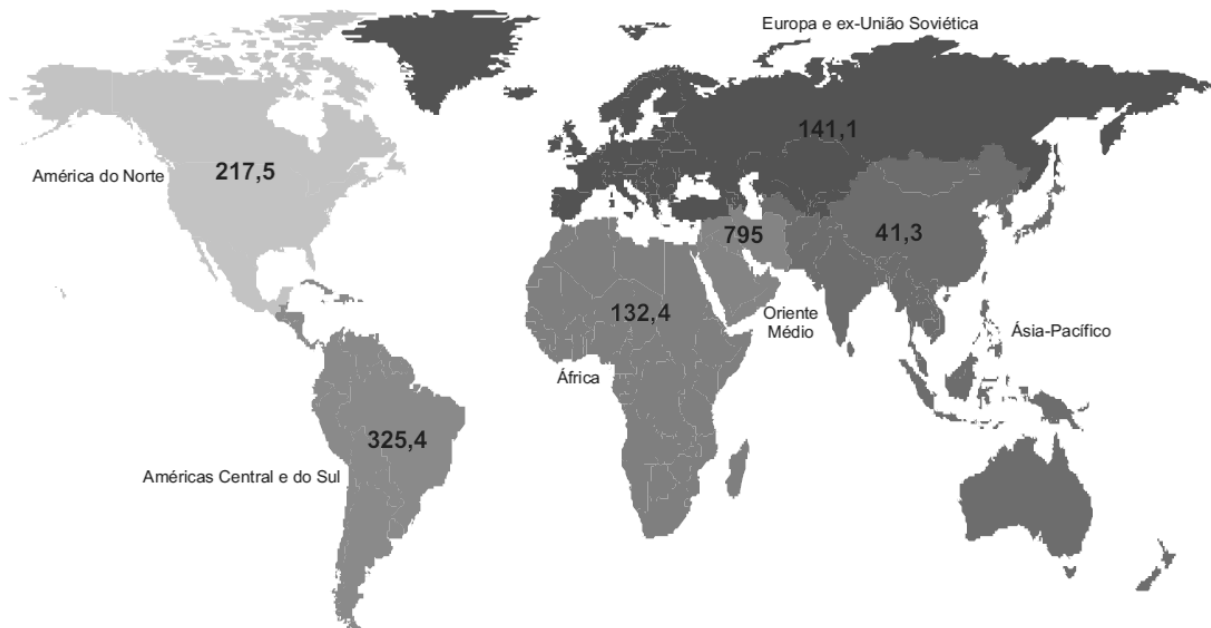 Europa e ex-União Soviética
141,1
América do Norte
217,5
795
41,3
132,4
Oriente
Médio
Ásia-Pacífico
África
325,4
Américas Central e do Sul